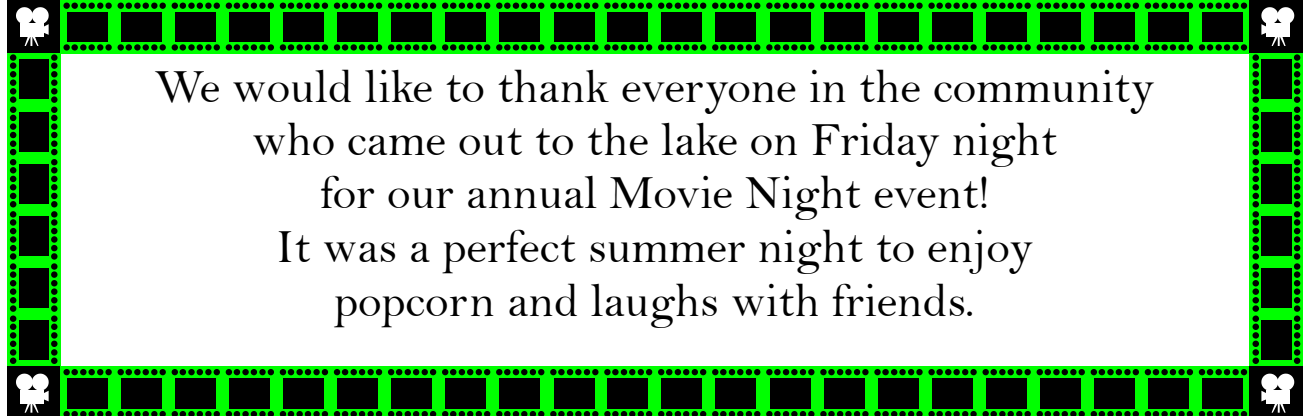 We would like to thank everyone in the community
who came out to the lake on Friday night
for our annual Movie Night event!
It was a perfect summer night to enjoy
popcorn and laughs with friends.